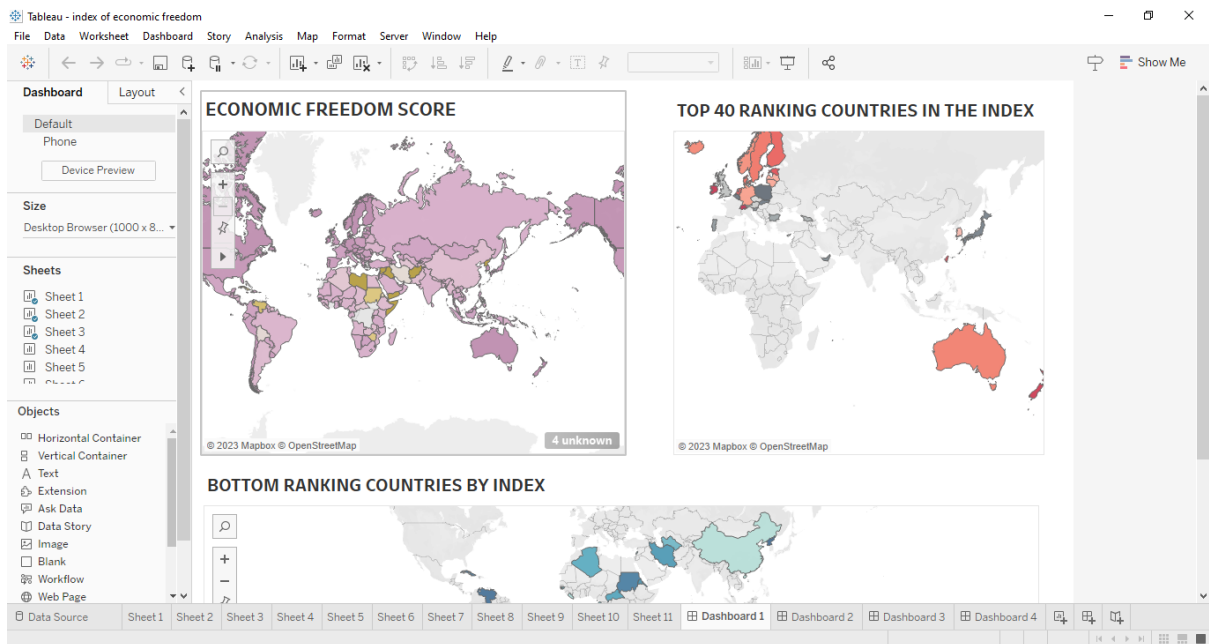 Tableau - index of economic freedom
File Data Worksheet Dashboard Story Analysis Map Format Server Window Help
Show Me
Dashboard Layout
Default
Phone
Device Preview
Size
Desktop Browser (1000 x 8...
Sheets
Sheet 1
Sheet 2
Sheet 3
Sheet 4
Sheet 5
Objects
Horizontal Container
Vertical Container
A Text
Extension
Ask Data
Data Story
Image
Blank
Workflow
Web Page
ECONOMIC FREEDOM SCORE
© 2023 Mapbox © OpenStreetMap
4 unknown
TOP 40 RANKING COUNTRIES IN THE INDEX
© 2023 Mapbox © OpenStreetMap
BOTTOM RANKING COUNTRIES BY INDEX
Data Source Sheet 1 Sheet 2 Sheet 3 Sheet 4 Sheet 5 Sheet 6 Sheet 7 Sheet 8 Sheet 9 Sheet 10 Sheet 11 Dashboard 1 Dashboard 2 Dashboard 3 Dashboard 4